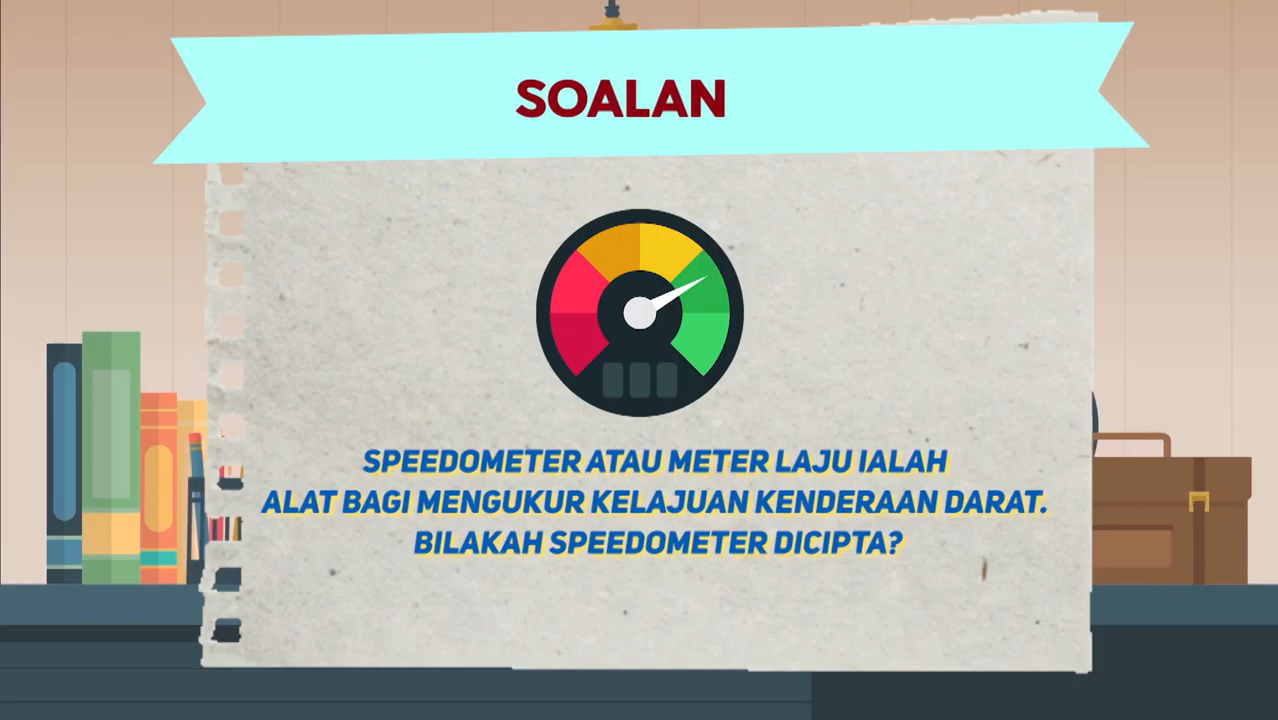 SOALAN
SPEEDOMETER ATAU METER LAJU IALAH
ALAT BAGI MENGUKUR KELAJUAN KENDERAAN DARAT.
BILAKAH SPEEDOMETER DICIPTA?